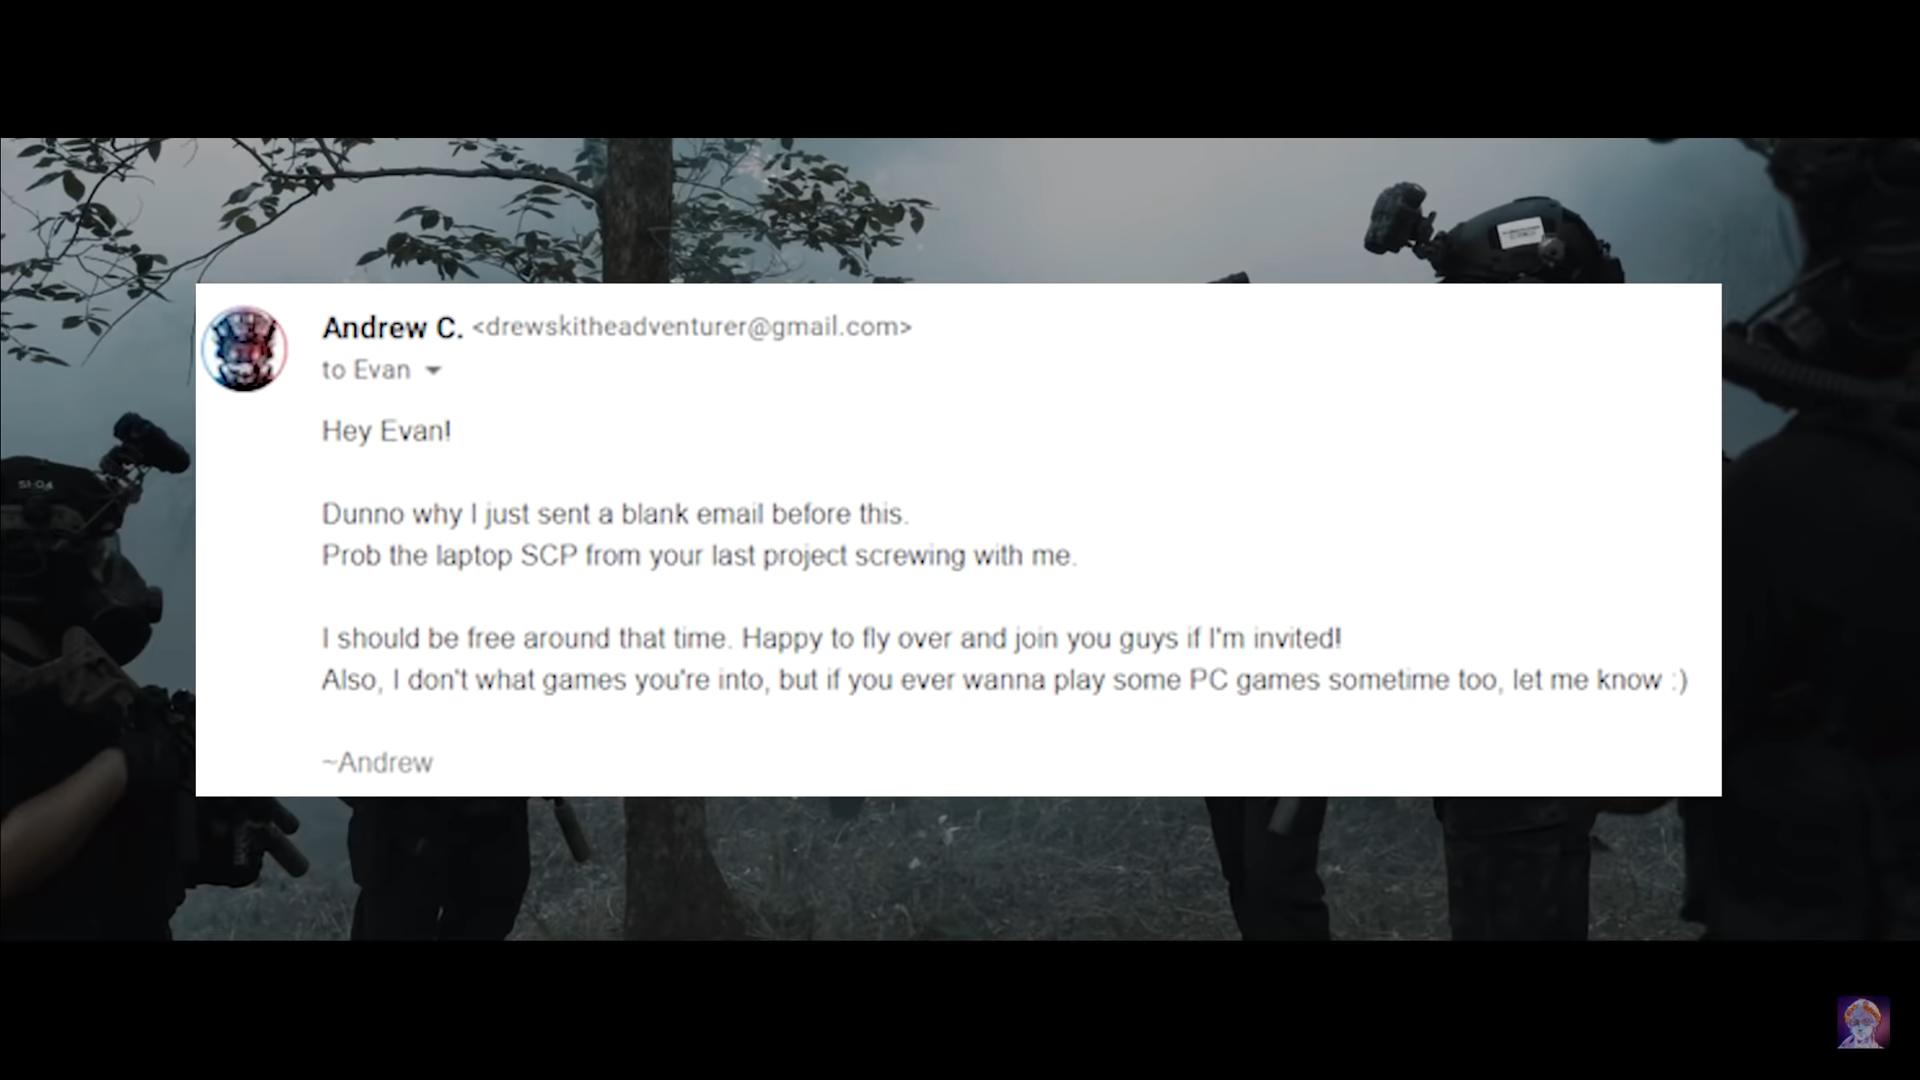 Andrew C. <drewskitheadventurer@gmail.com>
to Evan
Hey Evan!
Dunno why I just sent a blank email before this.
Prob the laptop SCP from your last project screwing with me.
I should be free around that time. Happy to fly over and join you guys if I'm invited!
Also, I don't what games you're into, but if you ever wanna play some PC games sometime too, let me know :)
~Andrew
SI-04